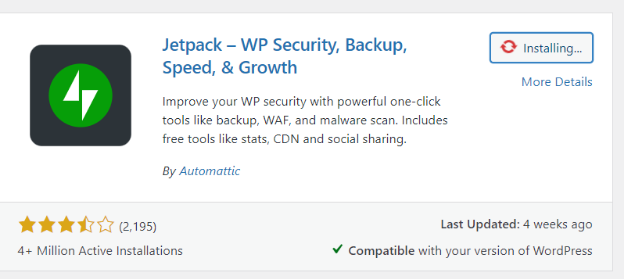 Jetpack – WP Security, Backup,
Speed, & Growth
Installing...
More Details
Improve your WP security with powerful one-click
tools like backup, WAF, and malware scan. Includes
free tools like stats, CDN and social sharing.
By Automattic
(2,195)
Last Updated: 4 weeks ago
4+ Million Active Installations
Compatible with your version of WordPress